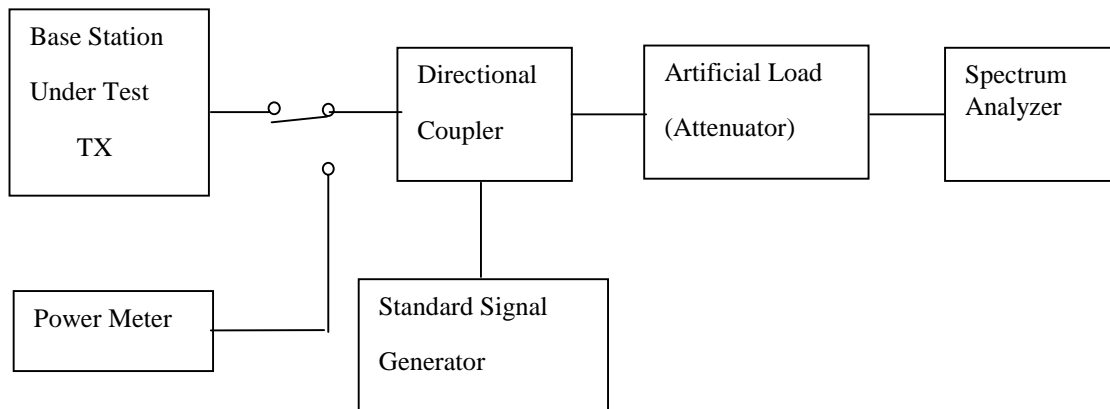 Base Station
Under Test
TX
Directional
Coupler
Artificial Load
(Attenuator)
Spectrum
Analyzer
Power Meter
Standard Signal
Generator